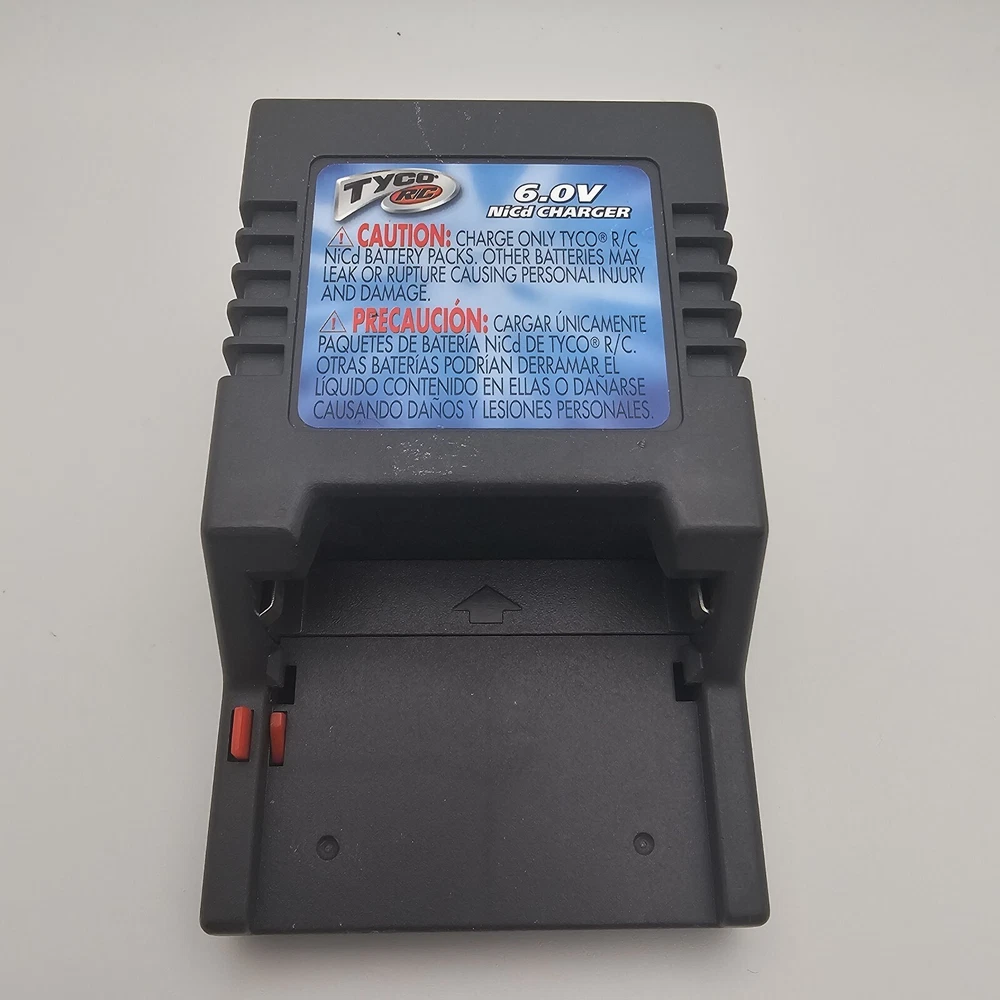 TYCO® R/C
6.0V
NiCd CHARGER
⚠ CAUTION: CHARGE ONLY TYCO® R/C
NiCd BATTERY PACKS. OTHER BATTERIES MAY
LEAK OR RUPTURE CAUSING PERSONAL INJURY
AND DAMAGE.
⚠ PRECAUCIÓN: CARGAR ÚNICAMENTE
PAQUETES DE BATERÍA NiCd DE TYCO® R/C.
OTRAS BATERÍAS PODRÍAN DERRAMAR EL
LÍQUIDO CONTENIDO EN ELLAS O DAÑARSE
CAUSANDO DAÑOS Y LESIONES PERSONALES.